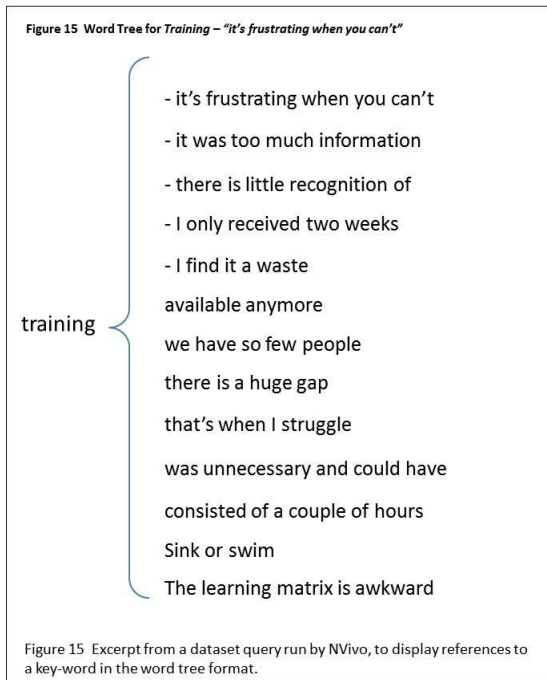 Figure 15 Word Tree for Training – “it’s frustrating when you can’t”
- it’s frustrating when you can’t
- it was too much information
- there is little recognition of
- I only received two weeks
- I find it a waste
available anymore
training
we have so few people
there is a huge gap
that’s when I struggle
was unnecessary and could have
consisted of a couple of hours
Sink or swim
The learning matrix is awkward
Figure 15 Excerpt from a dataset query run by NVivo, to display references to
a key-word in the word tree format.